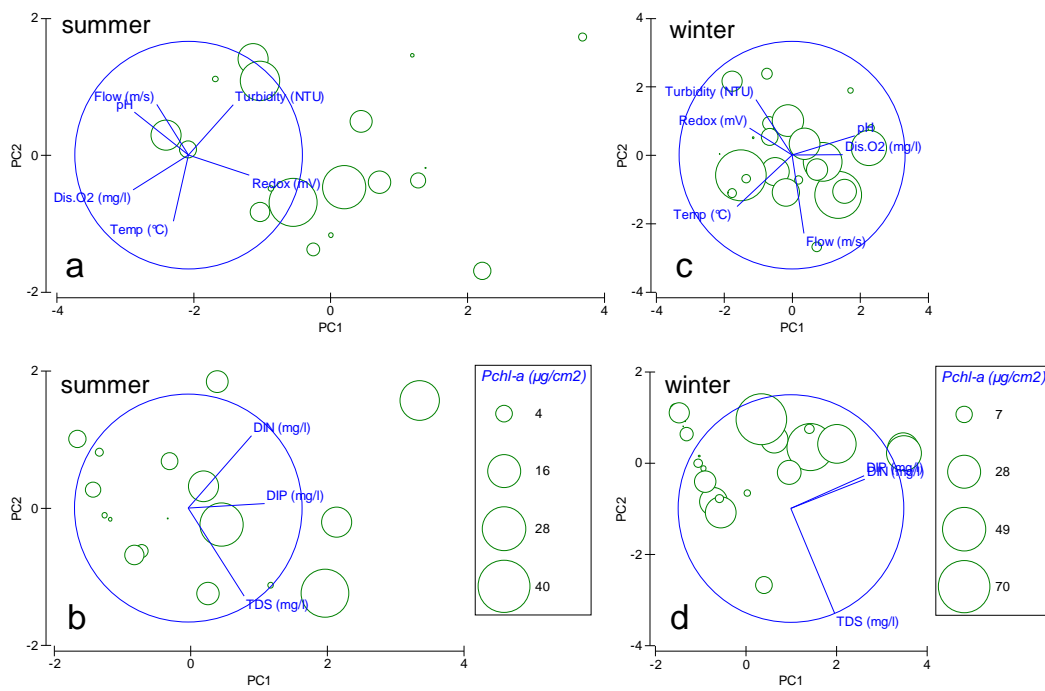 summer
2
Flow (m/s)
pH
Turbidity (NTU)
PC2
0
Dis.O2 (mg/l)
Redox (mV)
Temp (°C)
a
-2
-4
-2
0
2
4
PC1
winter
4
2
Turbidity (NTU)
Redox (mV)
pH
Dis.O2 (mg/l)
PC2
0
-2
Temp (°C)
Flow (m/s)
c
-4
-4
0
4
PC1
summer
2
DIN (mg/l)
DIP (mg/l)
PC2
0
TDS (mg/l)
b
-2
-4
-2
0
2
4
PC1
Pchl-a (µg/cm2)
4
16
28
40
winter
2
0
DIP (mg/l)
DIN (mg/l)
PC2
-2
TDS (mg/l)
d
-4
-2
0
2
4
PC1
Pchl-a (µg/cm2)
7
28
49
70